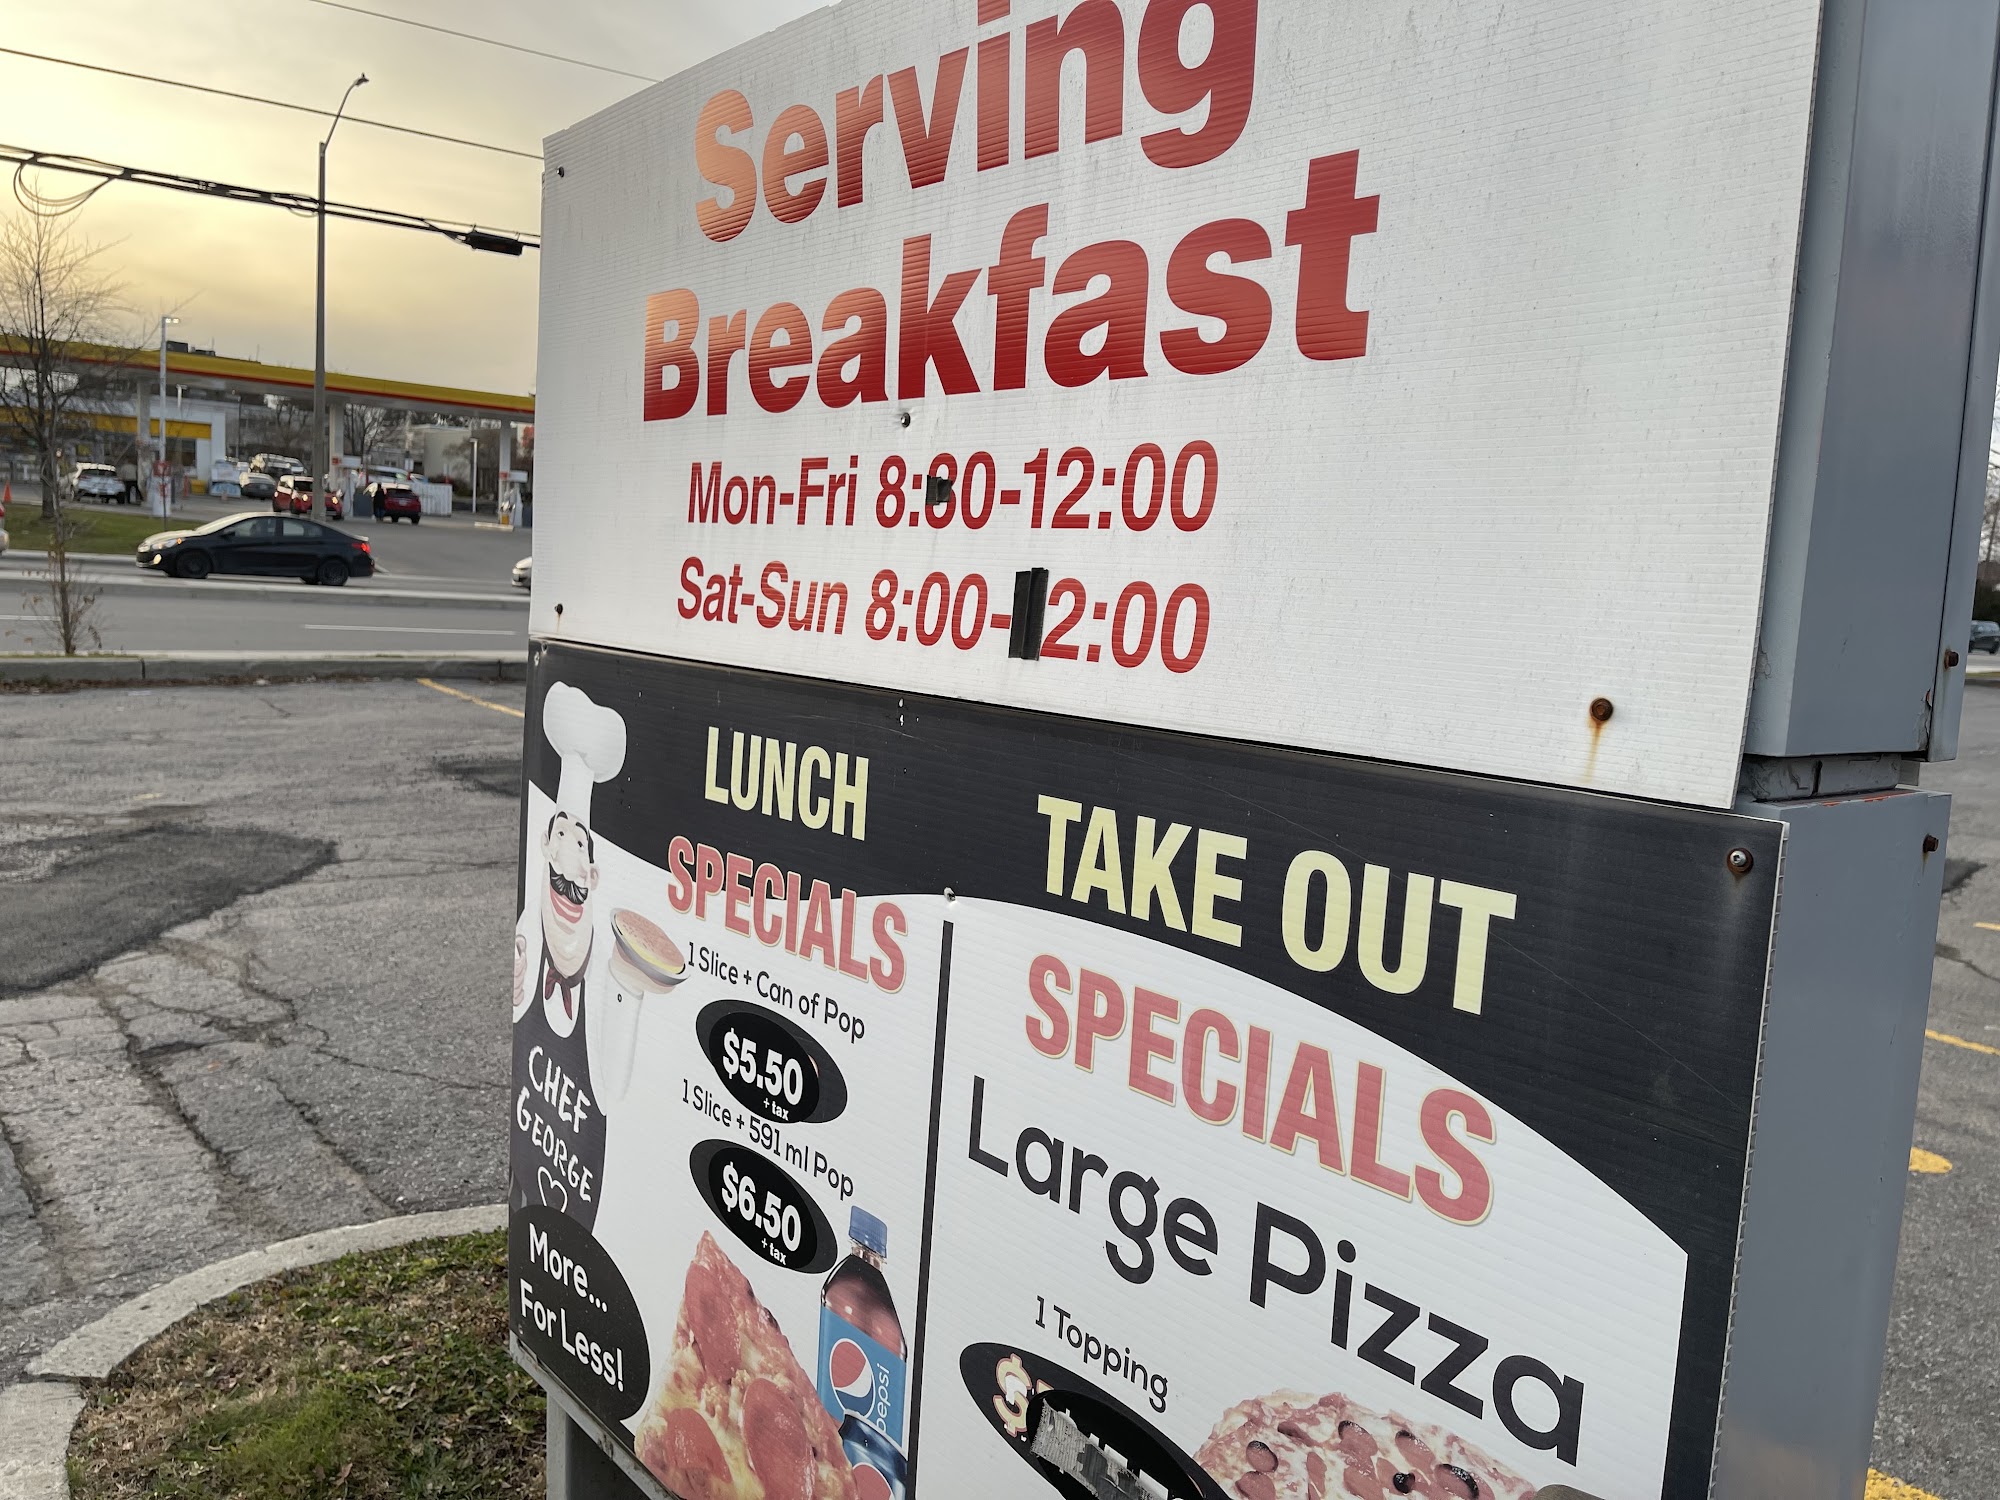 Serving
Breakfast
Mon-Fri 8:30-12:00
Sat-Sun 8:00-2:00
LUNCH
SPECIALS
1 Slice + Can of Pop
$5.50
+ tax
1 Slice + 591 ml Pop
$6.50
+ tax
CHEF
GEORGE
More...
For Less!
pepsi
TAKE OUT
SPECIALS
Large Pizza
1 Topping
$